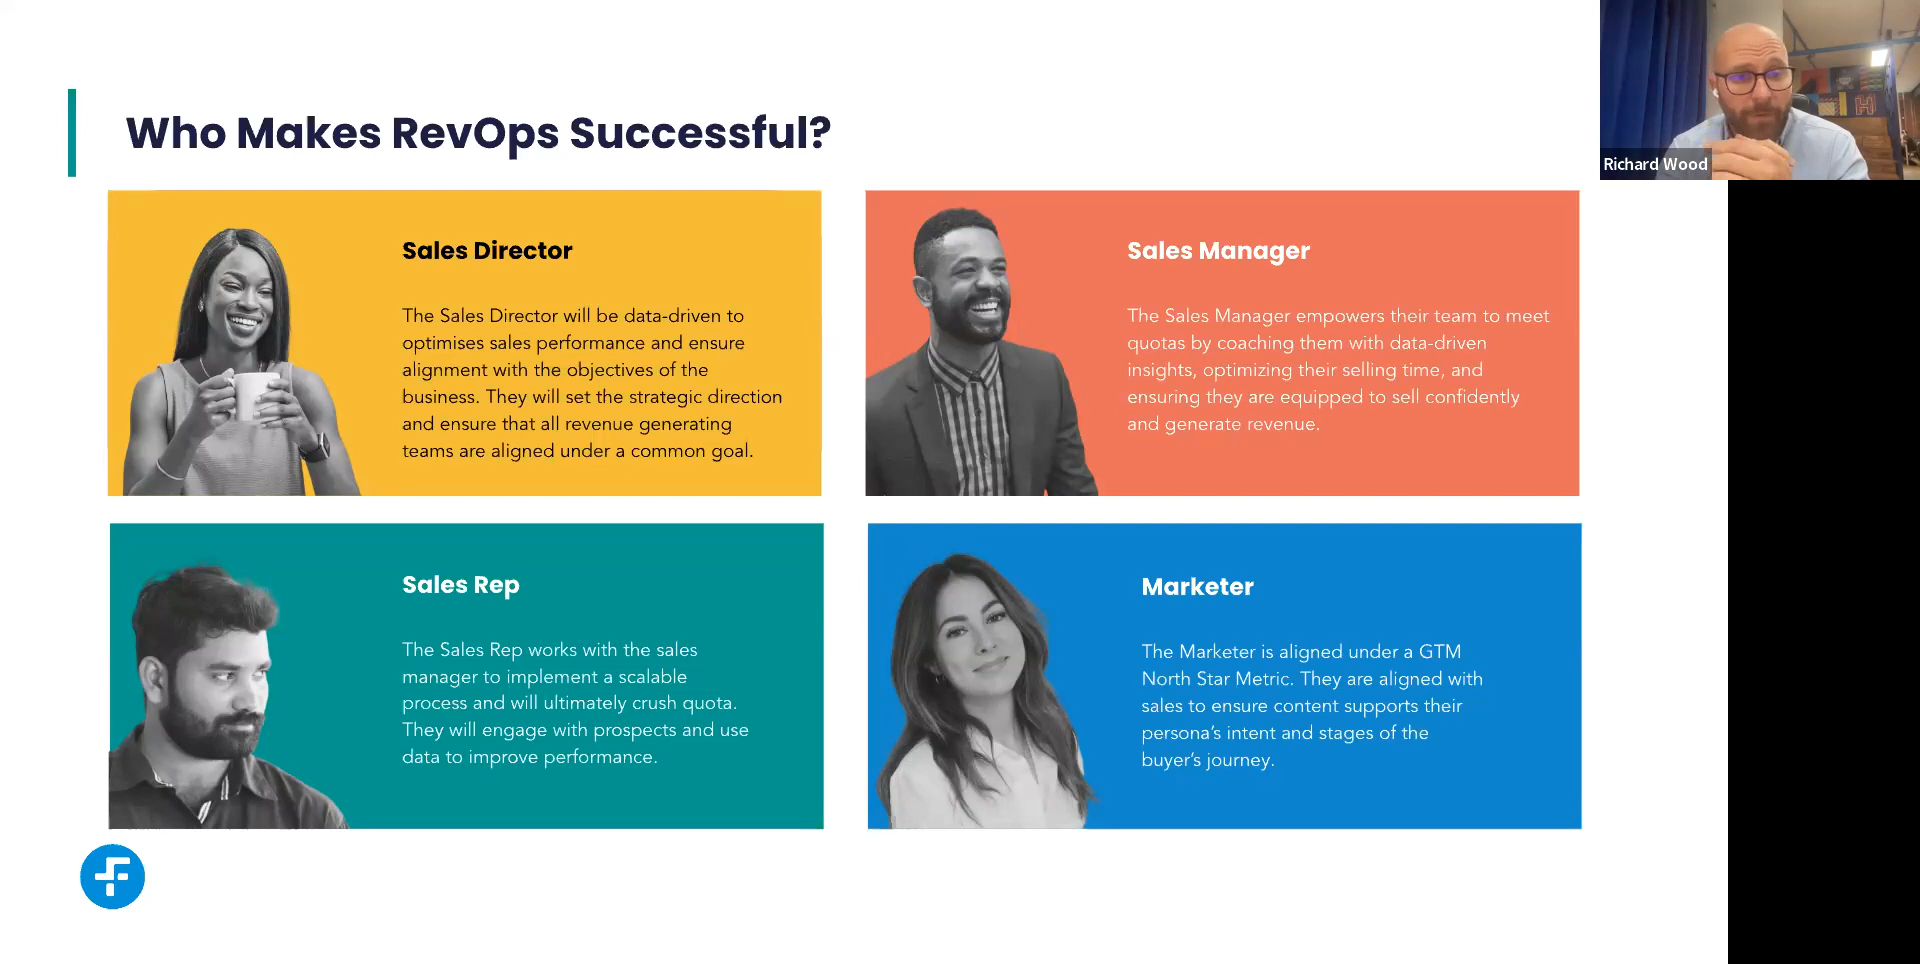 Who Makes RevOps Successful?
Richard Wood
Sales Director
The Sales Director will be data-driven to
optimises sales performance and ensure
alignment with the objectives of the
business. They will set the strategic direction
and ensure that all revenue generating
teams are aligned under a common goal.
Sales Manager
The Sales Manager empowers their team to meet
quotas by coaching them with data-driven
insights, optimizing their selling time, and
ensuring they are equipped to sell confidently
and generate revenue.
Sales Rep
The Sales Rep works with the sales
manager to implement a scalable
process and will ultimately crush quota.
They will engage with prospects and use
data to improve performance.
Marketer
The Marketer is aligned under a GTM
North Star Metric. They are aligned with
sales to ensure content supports their
persona’s intent and stages of the
buyer’s journey.